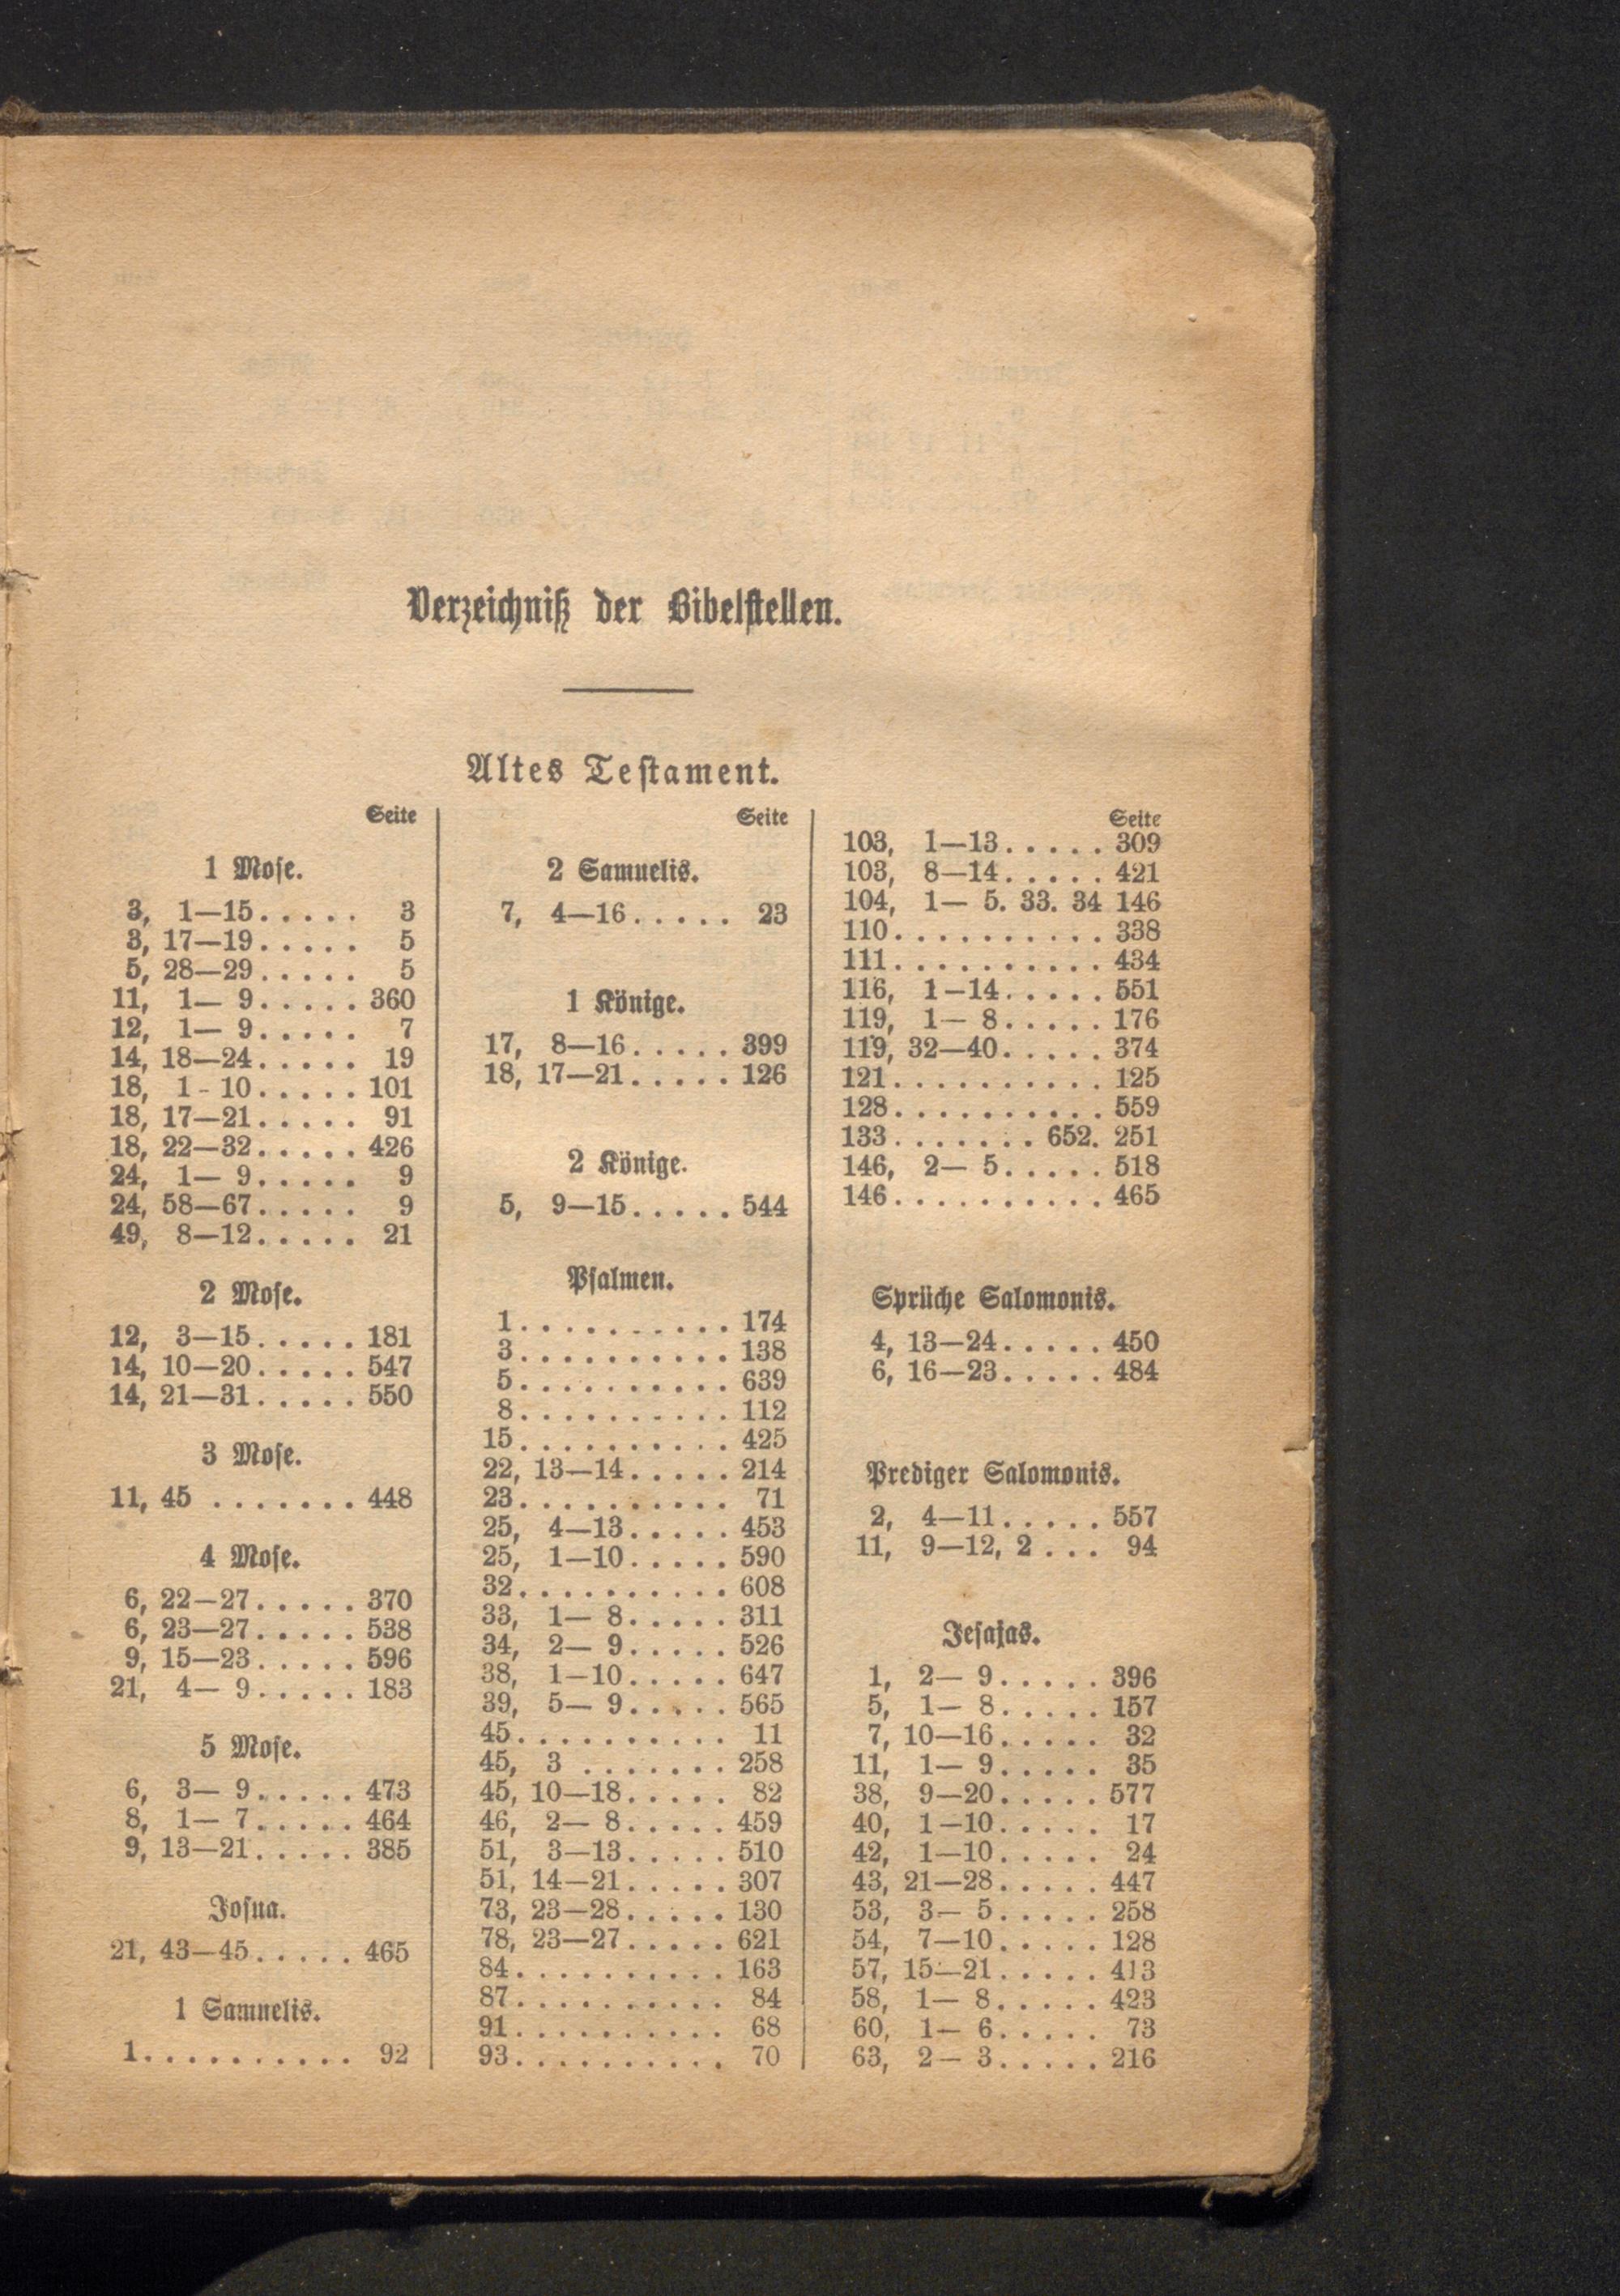 Verzeichniß der Bibelstellen.
Altes Testament.
Seite
1 Mose.
3, 1—15..... 3
3, 17—19..... 5
5, 28—29..... 5
11, 1— 9..... 360
12, 1— 9..... 7
14, 18—24..... 19
18, 1-10..... 101
18, 17—21..... 91
18, 22—32..... 426
24, 1— 9..... 9
24, 58—67..... 9
49, 8—12..... 21
2 Mose.
12, 3—15..... 181
14, 10—20..... 547
14, 21—31..... 550
3 Mose.
11, 45 ....... 448
4 Mose.
6, 22—27..... 370
6, 23—27..... 538
9, 15—23..... 596
21, 4— 9..... 183
5 Mose.
6, 3— 9..... 473
8, 1— 7..... 464
9, 13—21..... 385
Josua.
21, 43—45..... 465
1 Samuelis.
1.......... 92
Seite
2 Samuelis.
7, 4—16..... 23
1 Könige.
17, 8—16..... 399
18, 17—21..... 126
2 Könige.
5, 9—15..... 544
Psalmen.
1.......... 174
3.......... 138
5.......... 639
8.......... 112
15.......... 425
22, 13—14..... 214
23.......... 71
25, 4—13..... 453
25, 1—10..... 590
32.......... 608
33, 1— 8..... 311
34, 2— 9..... 526
38, 1—10..... 647
39, 5— 9..... 565
45.......... 11
45, 3 ....... 258
45, 10—18..... 82
46, 2— 8..... 459
51, 3—13..... 510
51, 14—21..... 307
73, 23—28..... 130
78, 23—27..... 621
84.......... 163
87.......... 84
91.......... 68
93.......... 70
Seite
103, 1—13..... 309
103, 8—14..... 421
104, 1— 5. 33. 34 146
110.......... 338
111.......... 434
116, 1—14..... 551
119, 1— 8..... 176
119, 32—40..... 374
121.......... 125
128.......... 559
133....... 652. 251
146, 2— 5..... 518
146.......... 465
Sprüche Salomonis.
4, 13—24..... 450
6, 16—23..... 484
Prediger Salomonis.
2, 4—11..... 557
11, 9—12, 2 ... 94
Jesajas.
1, 2— 9..... 396
5, 1— 8..... 157
7, 10—16..... 32
11, 1— 9..... 35
38, 9—20..... 577
40, 1—10..... 17
42, 1—10..... 24
43, 21—28..... 447
53, 3— 5..... 258
54, 7—10..... 128
57, 15—21..... 413
58, 1— 8..... 423
60, 1— 6..... 73
63, 2— 3..... 216